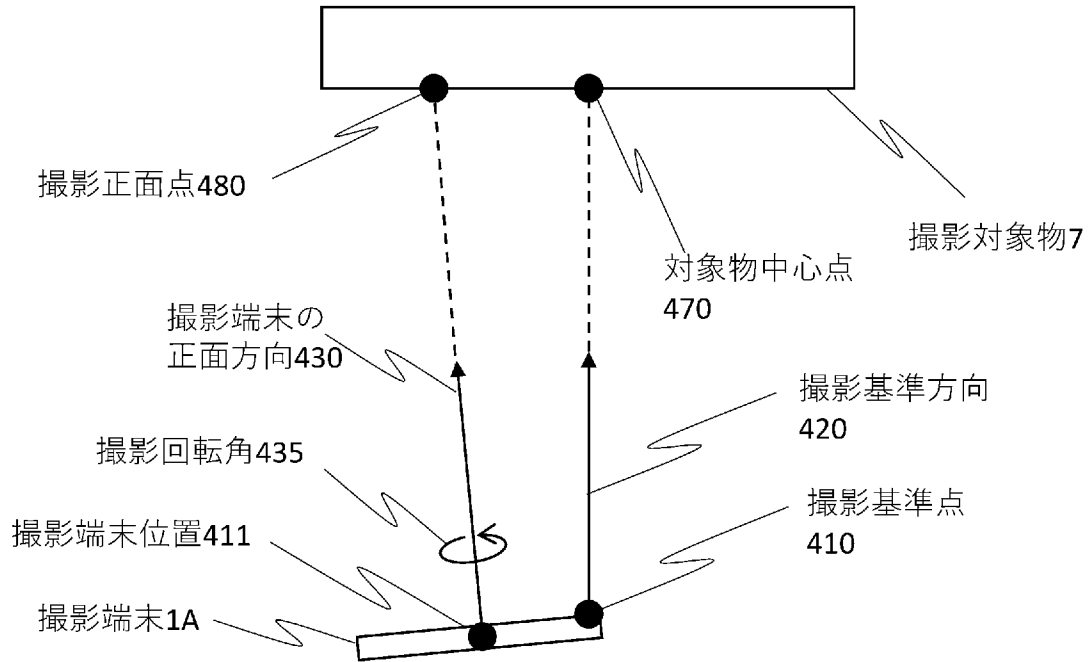 撮影正面点480
撮影対象物7
対象物中心点
470
撮影端末の
正面方向430
撮影基準方向
420
撮影回転角435
撮影基準点
410
撮影端末位置411
撮影端末1A